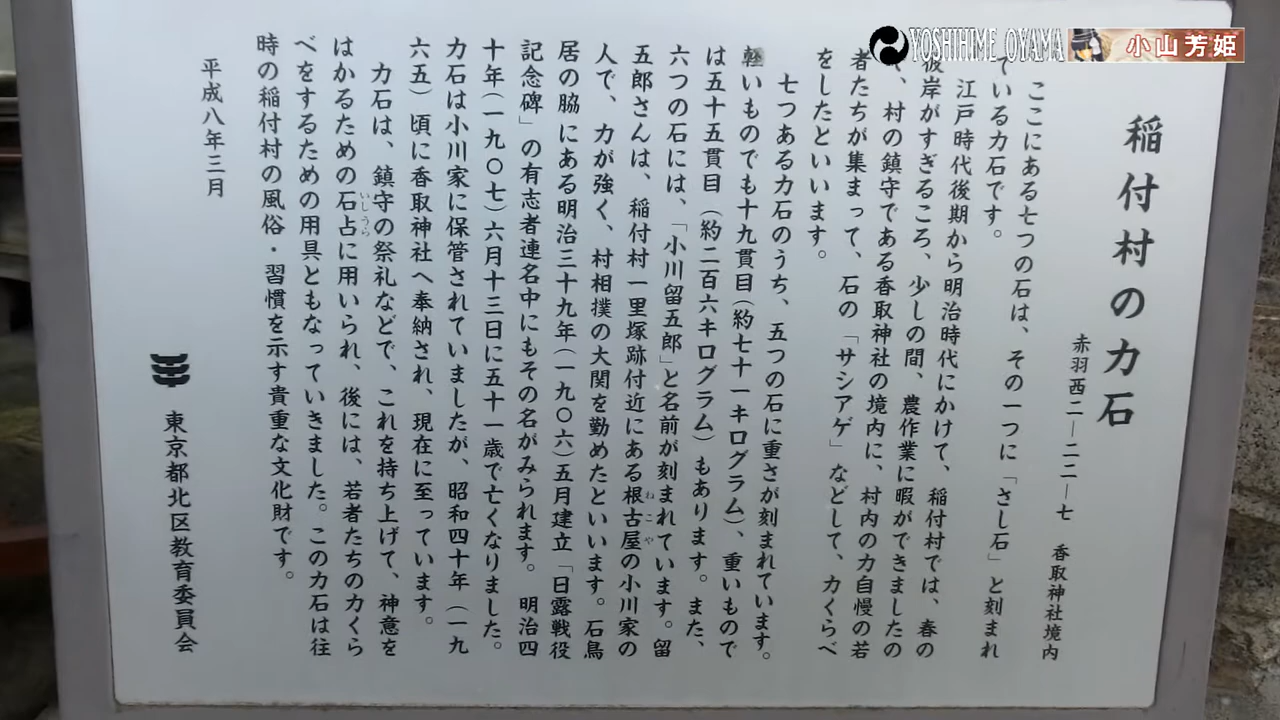 YOSHIHIME OYAMA
小山芳姫
稲付村の力石
赤羽西二―二二―七 香取神社境内
ここにある七つの石は、その一つに「さし石」と刻まれ
ている力石です。
江戸時代後期から明治時代にかけて、稲付村では、春の
彼岸がすぎるころ、少しの間、農作業に暇ができましたの
、村の鎮守である香取神社の境内に、村内の力自慢の若
者たちが集まって、石の「サシアゲ」などして、力くらべ
をしたといいます。
七つある力石のうち、五つの石に重さが刻まれています。
軽いものでも十九貫目(約七十一キログラム)、重いもので
は五十五貫目(約二百六キログラム)もあります。また、
六つの石には、「小川留五郎」と名前が刻まれています。留
五郎さんは、稲付村一里塚跡付近にある根古屋の小川家の
ねこや
人で、力が強く、村相撲の大関を勤めたといいます。石鳥
居の脇にある明治三十九年(一九〇六)五月建立「日露戦役
記念碑」の有志者連名中にもその名がみられます。明治四
十年(一九〇七)六月十三日に五十一歳で亡くなりました。
力石は小川家に保管されていましたが、昭和四十年(一九
六五)頃に香取神社へ奉納され、現在に至っています。
力石は、鎮守の祭礼などで、これを持ち上げて、神意を
はかるための石占に用いられ、後には、若者たちの力くら
いしうら
べをするための用具ともなっていきました。この力石は往
時の稲付村の風俗・習慣を示す貴重な文化財です。
平成八年三月
東京都北区教育委員会